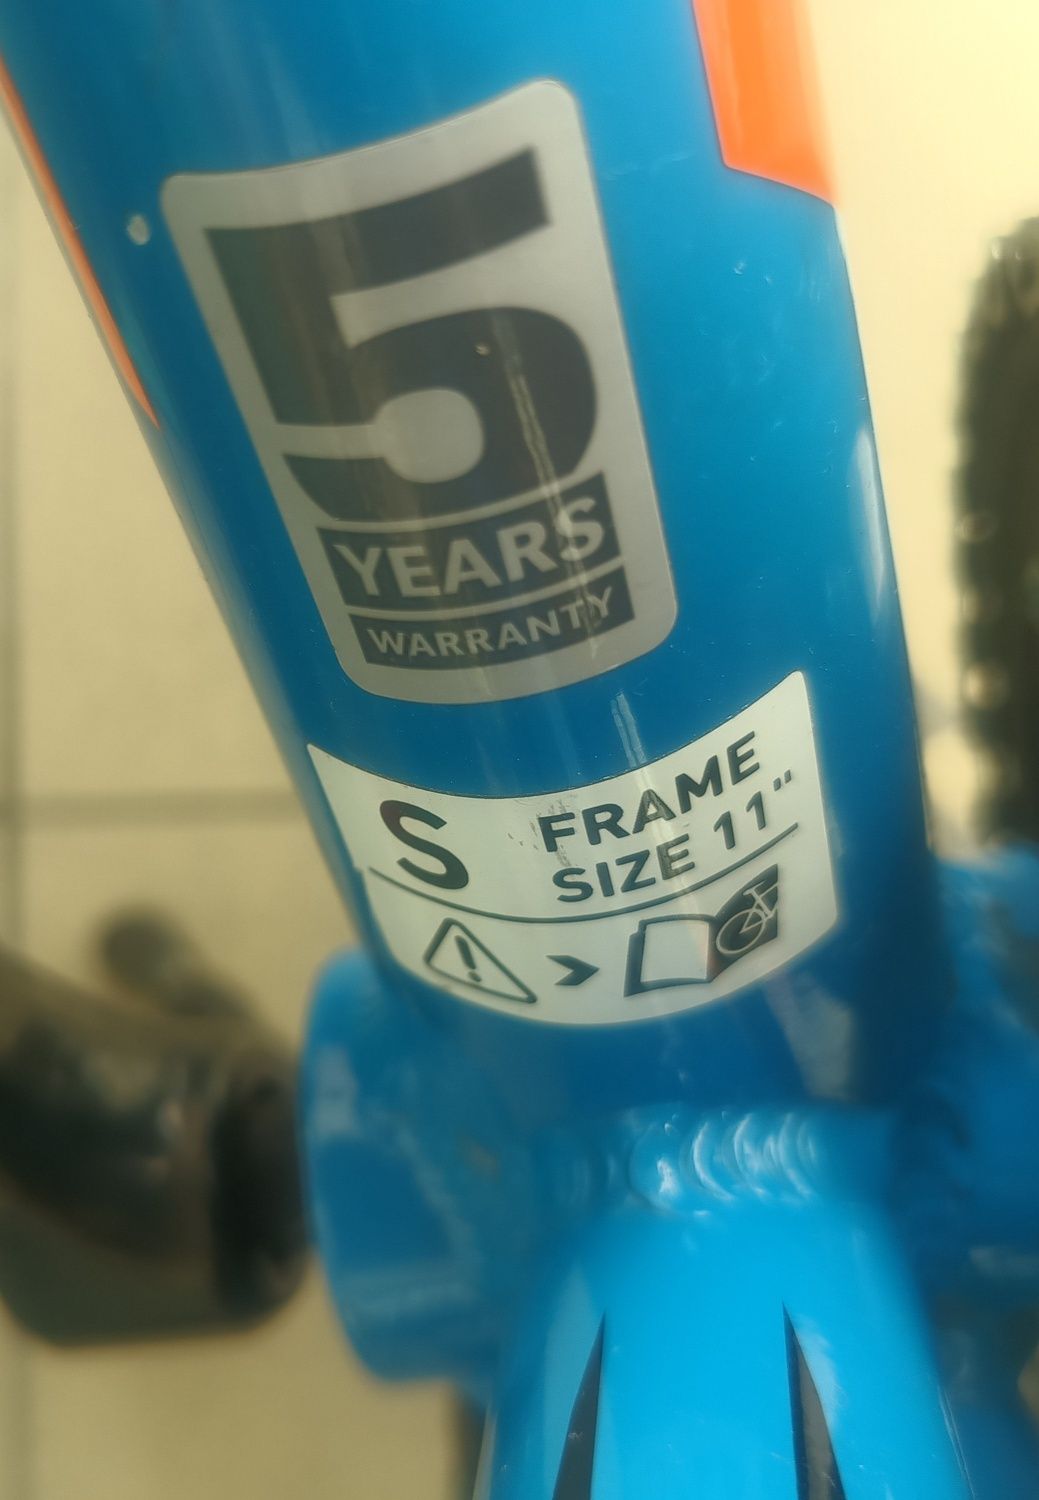 5
YEARS
WARRANTY
S FRAME
SIZE 11"